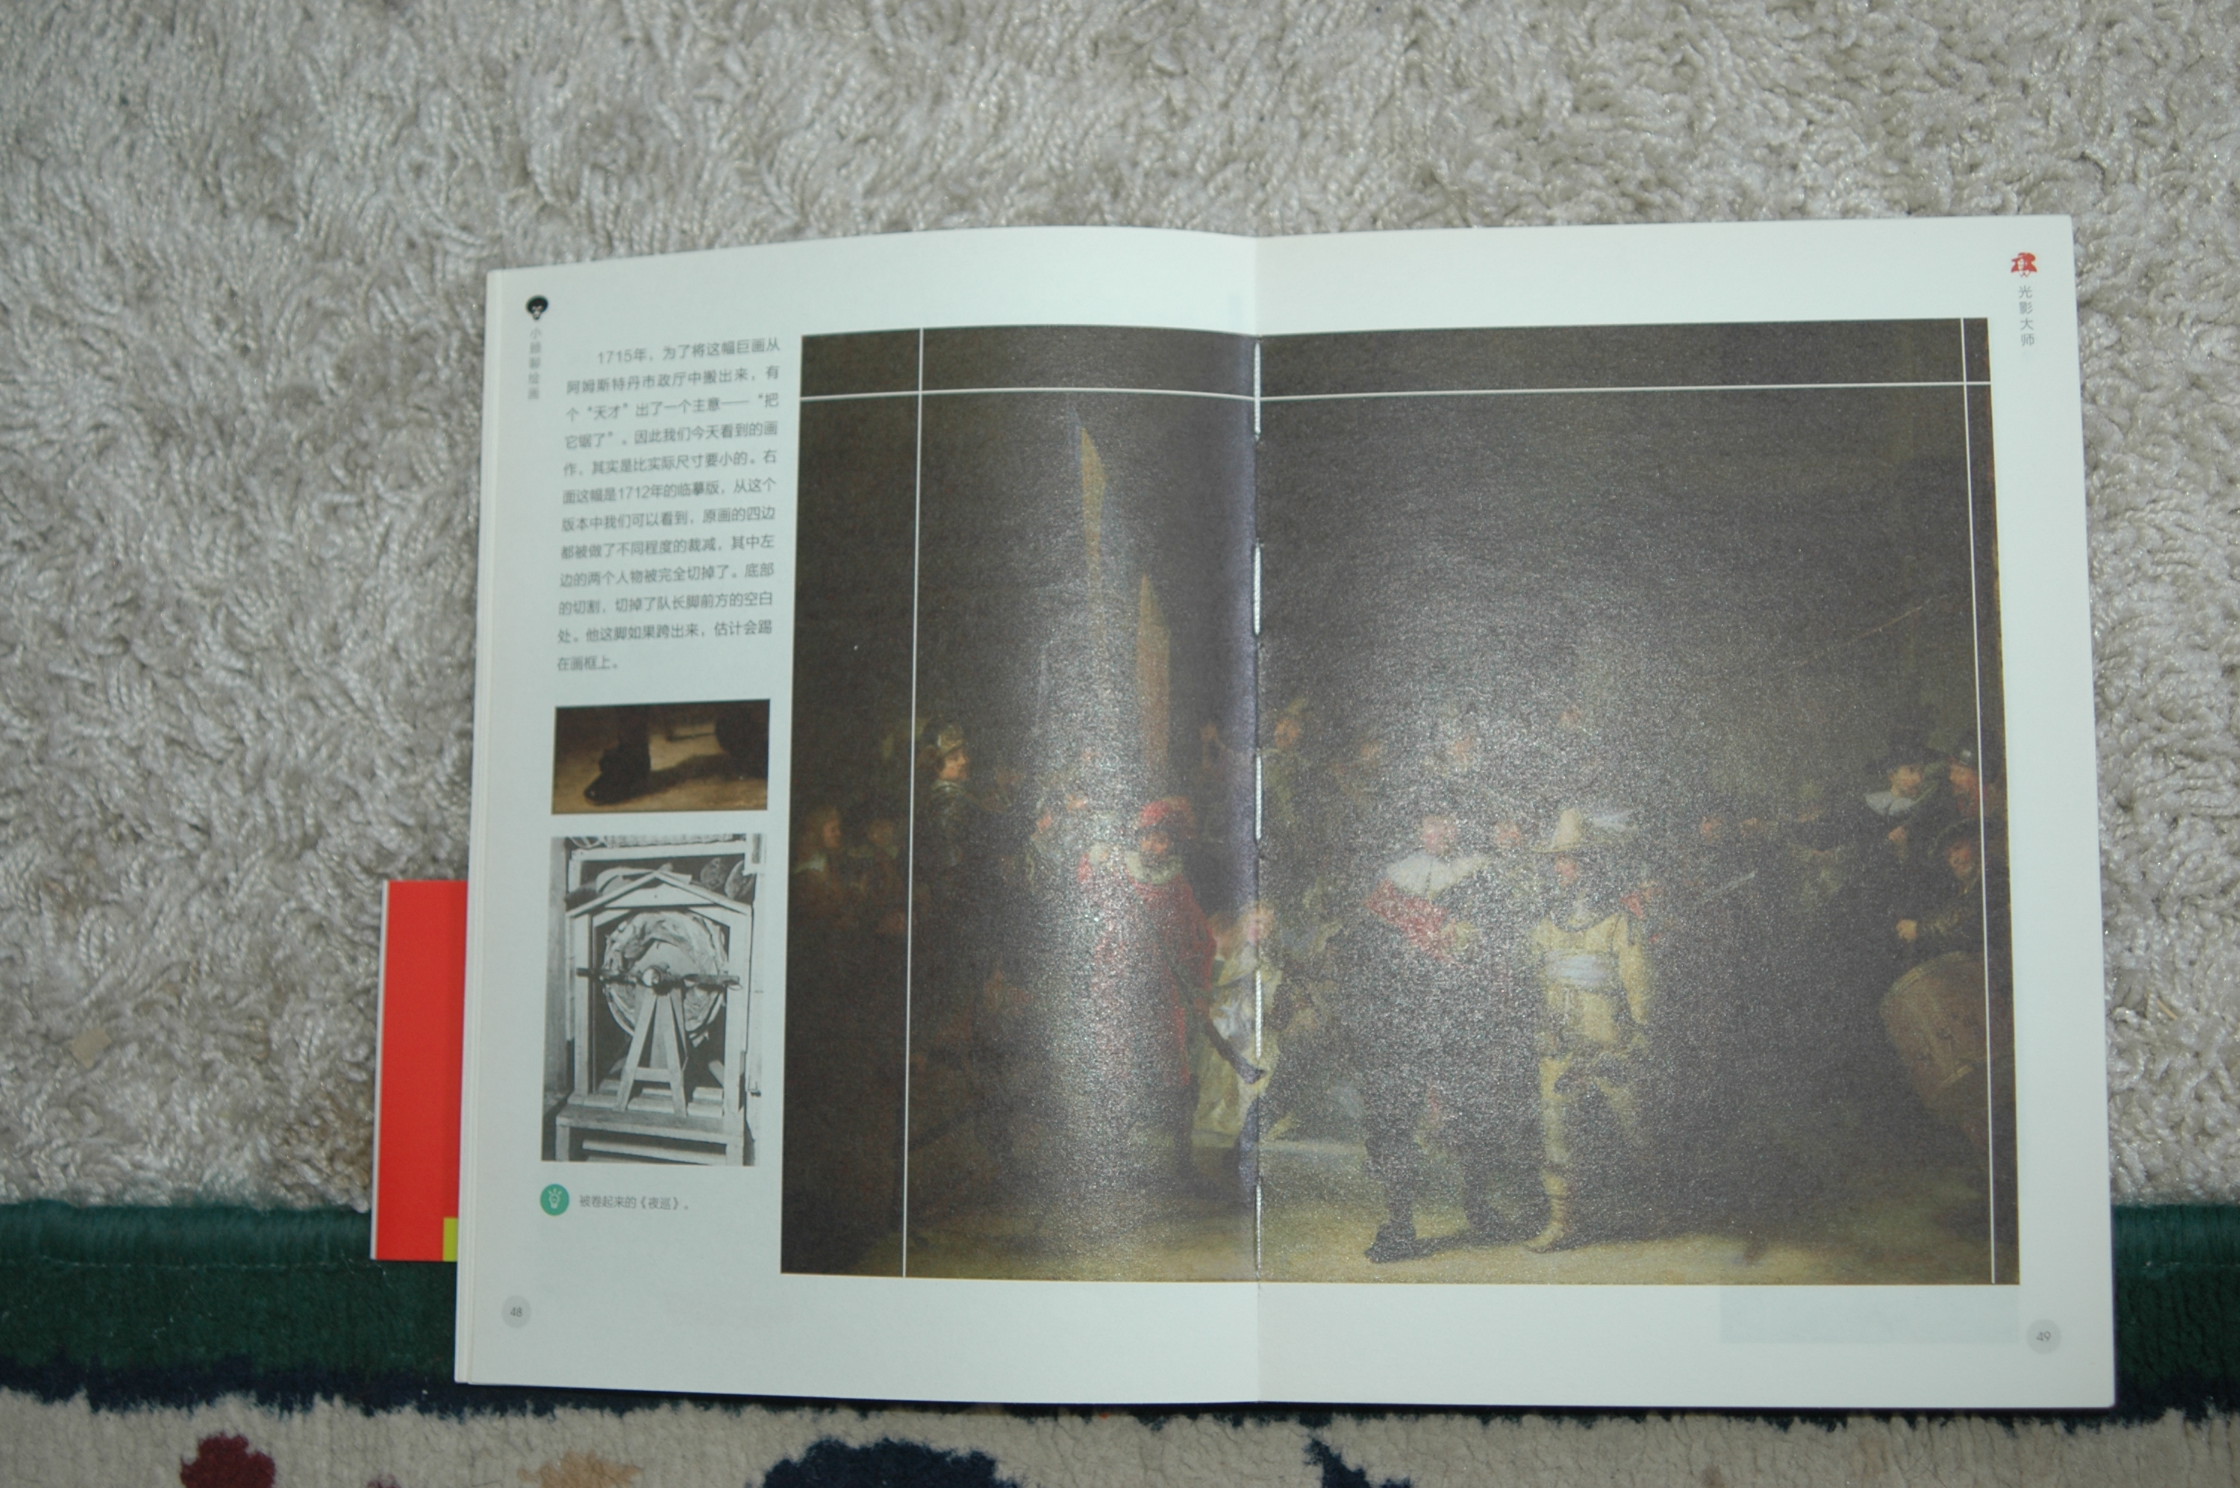 小顾聊绘画
1715年，为了将这幅巨画从
阿姆斯特丹市政厅中搬出来，有
个“天才”出了一个主意——“把
它锯了”。因此我们今天看到的画
作，其实是比实际尺寸要小的。右
面这幅是1712年的临摹版，从这个
版本中我们可以看到，原画的四边
都被做了不同程度的裁减，其中左
边的两个人物被完全切掉了。底部
的切割，切掉了队长脚前方的空白
处。他这脚如果跨出来，估计会踢
在画框上。
被卷起来的《夜巡》。
48
光影大师
49